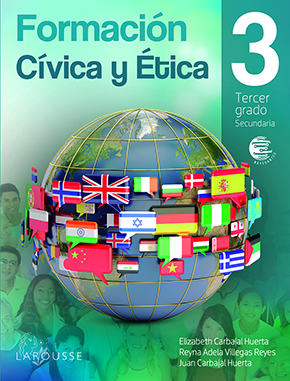 Formación
Cívica y Ética
3
Tercer
grado
Secundaria
Elizabeth Carbajal Huerta
Reyna Adela Villegas Reyes
Juan Carbajal Huerta
LAROUSSE